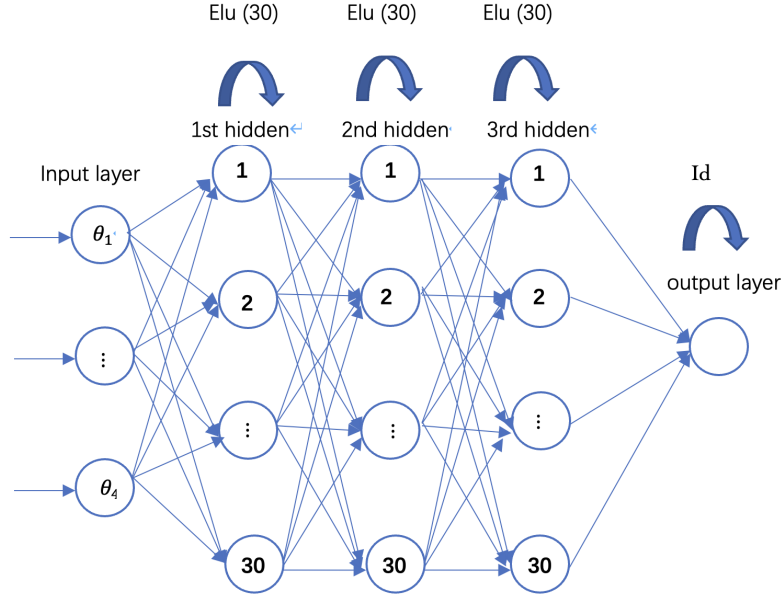 Elu (30)
Elu (30)
Elu (30)
1st hidden
2nd hidden
3rd hidden
Input layer
Id
output layer
θ₁
⋮
θ₄
1
2
⋮
30
1
2
⋮
30
1
2
⋮
30